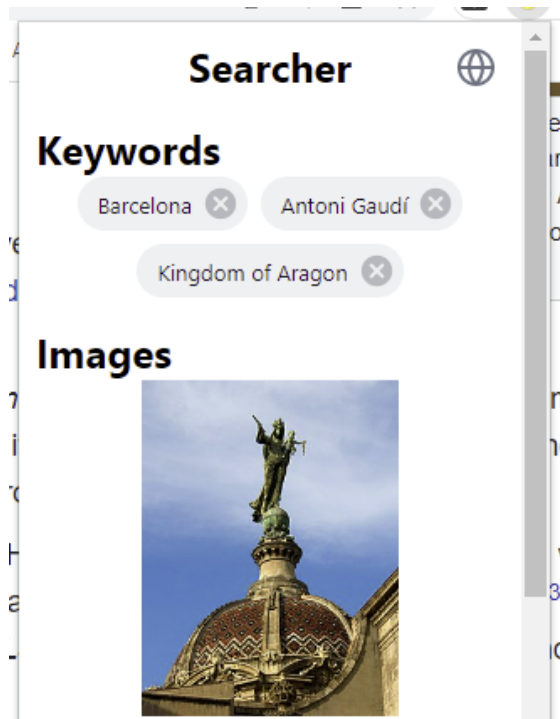 Searcher
Keywords
Barcelona
Antoni Gaudí
Kingdom of Aragon
Images